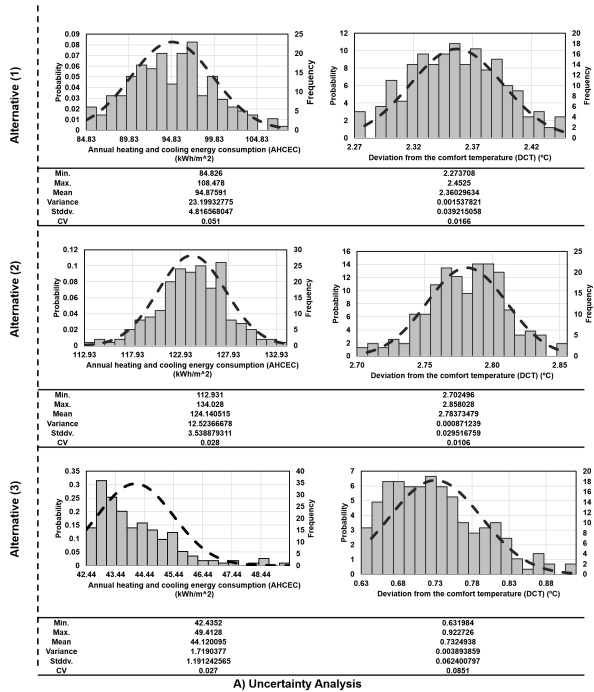 Alternative (1)
Probability
0.09
0.08
0.07
0.06
0.05
0.04
0.03
0.02
0.01
0
25
20
15
10
5
0
Frequency
84.83 89.83 94.83 99.83 104.83
Annual heating and cooling energy consumption (AHCEC)
(kWh/m^2)
Probability
12
10
8
6
4
2
0
20
18
16
14
12
10
8
6
4
2
0
Frequency
2.27 2.32 2.37 2.42
Deviation from the comfort temperature (DCT) (ºC)
Min. 84.826 2.273708
Max. 108.478 2.4525
Mean 94.87591 2.36029634
Variance 23.19932775 0.001537821
Stddv. 4.816568047 0.039215058
CV 0.051 0.0166
Alternative (2)
Probability
0.12
0.1
0.08
0.06
0.04
0.02
0
30
25
20
15
10
5
0
Frequency
112.93 117.93 122.93 127.93 132.93
Annual heating and cooling energy consumption (AHCEC)
(kWh/m^2)
Probability
16
14
12
10
8
6
4
2
0
25
20
15
10
5
0
Frequency
2.70 2.75 2.80 2.85
Deviation from the comfort temperature (DCT) (ºC)
Min. 112.931 2.702496
Max. 134.028 2.858028
Mean 124.140515 2.78373479
Variance 12.52366678 0.000871239
Stddv. 3.538879311 0.029516759
CV 0.028 0.0106
Alternative (3)
Probability
0.35
0.3
0.25
0.2
0.15
0.1
0.05
0
40
35
30
25
20
15
10
5
0
Frequency
42.44 43.44 44.44 45.44 46.44 47.44 48.44
Annual heating and cooling energy consumption (AHCEC)
(kWh/m^2)
Probability
7
6
5
4
3
2
1
0
20
18
16
14
12
10
8
6
4
2
0
Frequency
0.63 0.68 0.73 0.78 0.83 0.88
Deviation from the comfort temperature (DCT) (ºC)
Min. 42.4352 0.631984
Max. 49.4128 0.922726
Mean 44.120095 0.7324938
Variance 1.7190377 0.003893859
Stddv. 1.191242565 0.062400797
CV 0.027 0.0851
A) Uncertainty Analysis